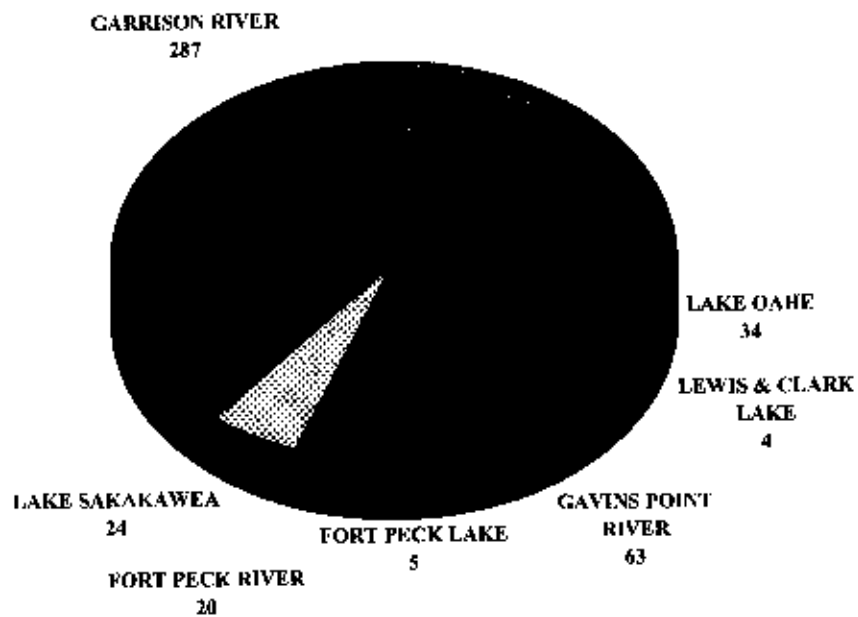 GARRISON RIVER
287
LAKE OAHE
34
LEWIS & CLARK
LAKE
4
GAVINS POINT
RIVER
63
FORT PECK LAKE
5
LAKE SAKAKAWEA
24
FORT PECK RIVER
20